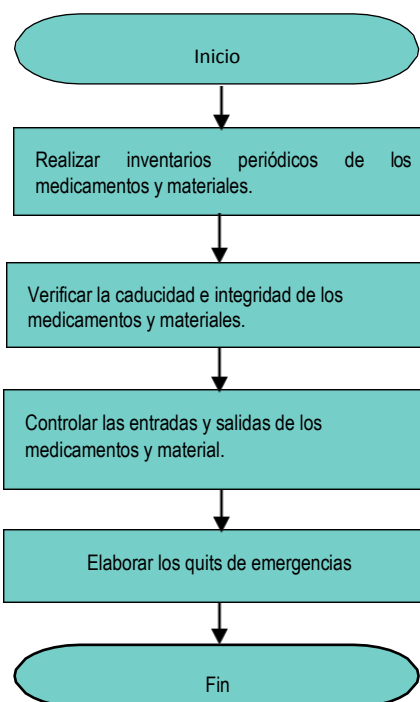 Inicio
Realizar inventarios periódicos de los
medicamentos y materiales.
Verificar la caducidad e integridad de los
medicamentos y materiales.
Controlar las entradas y salidas de los
medicamentos y material.
Elaborar los quits de emergencias
Fin